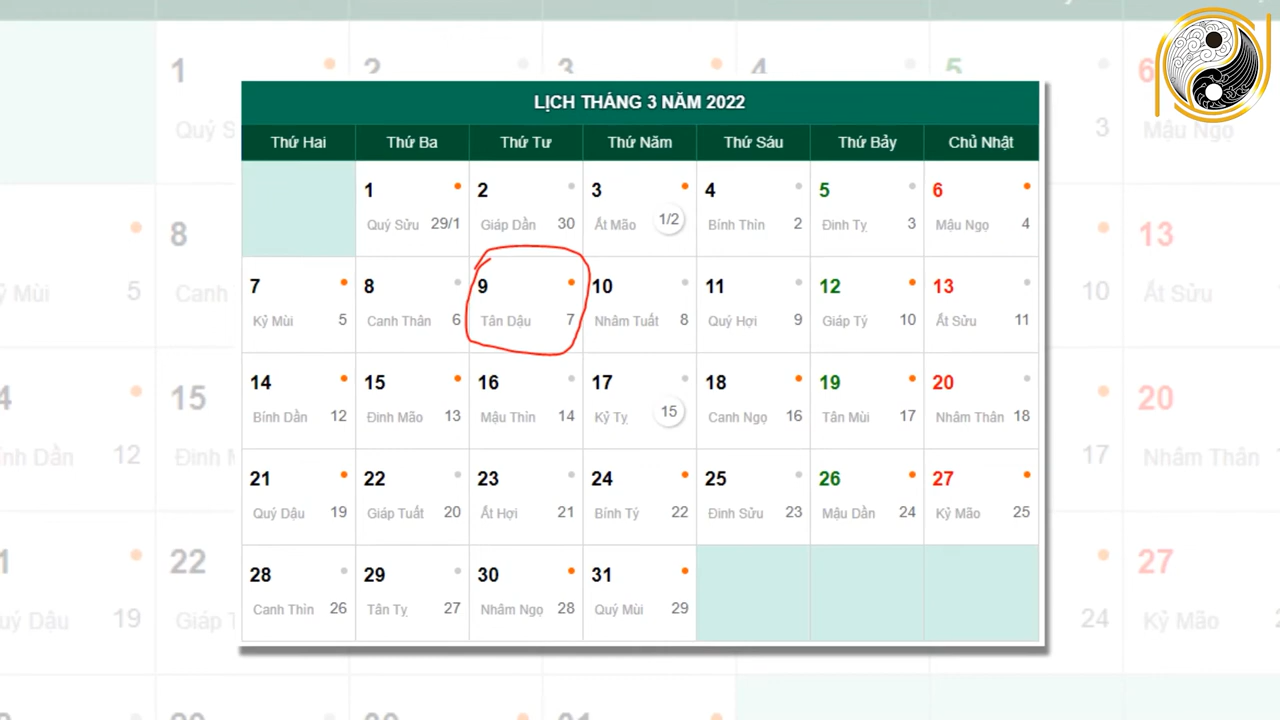 LỊCH THÁNG 3 NĂM 2022
Thứ Hai Thứ Ba Thứ Tư Thứ Năm Thứ Sáu Thứ Bảy Chủ Nhật
1 2 3 4 5 6
Quý Sửu 29/1 Giáp Dần 30 Ất Mão 1/2 Bính Thìn 2 Đinh Tỵ 3 Mậu Ngọ 4
7 8 9 10 11 12 13
Kỷ Mùi 5 Canh Thân 6 Tân Dậu 7 Nhâm Tuất 8 Quý Hợi 9 Giáp Tý 10 Ất Sửu 11
14 15 16 17 18 19 20
Bính Dần 12 Đinh Mão 13 Mậu Thìn 14 Kỷ Tỵ 15 Canh Ngọ 16 Tân Mùi 17 Nhâm Thân 18
21 22 23 24 25 26 27
Quý Dậu 19 Giáp Tuất 20 Ất Hợi 21 Bính Tý 22 Đinh Sửu 23 Mậu Dần 24 Kỷ Mão 25
28 29 30 31
Canh Thìn 26 Tân Tỵ 27 Nhâm Ngọ 28 Quý Mùi 29